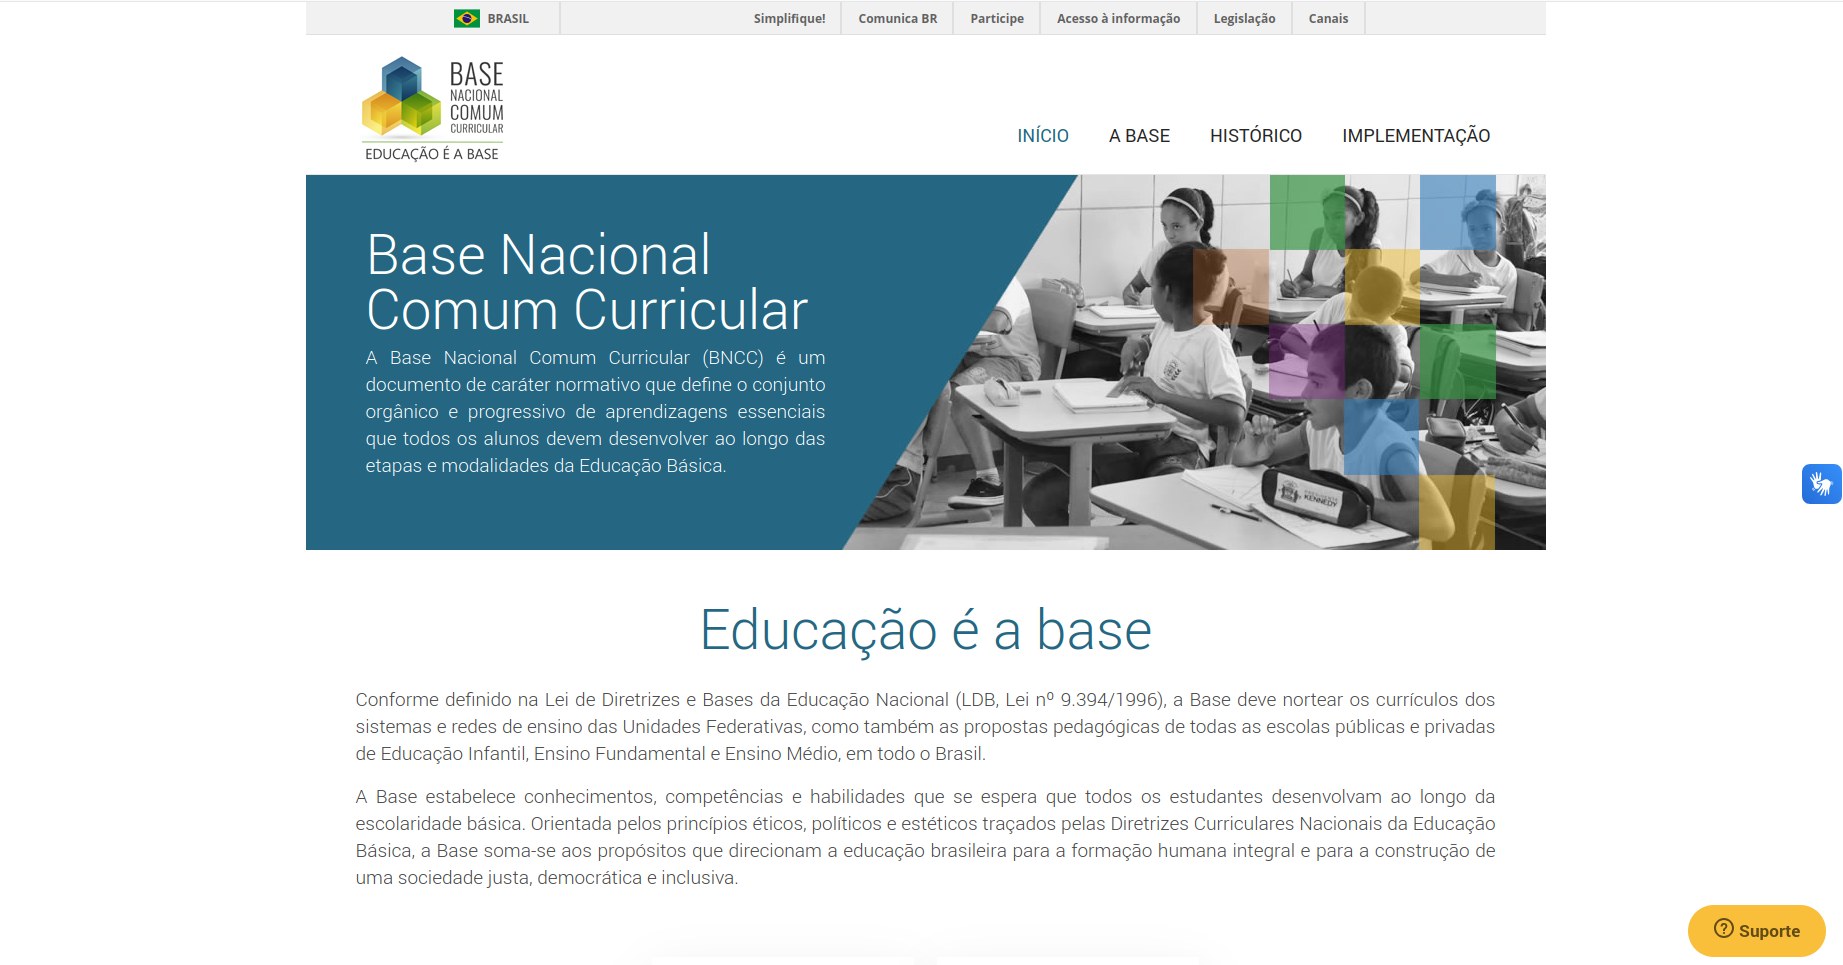 BRASIL
Simplifique!
Comunica BR
Participe
Acesso à informação
Legislação
Canais
BASE
NACIONAL
COMUM
CURRICULAR
EDUCAÇÃO É A BASE
INÍCIO
A BASE
HISTÓRICO
IMPLEMENTAÇÃO
Base Nacional
Comum Curricular
A Base Nacional Comum Curricular (BNCC) é um
documento de caráter normativo que define o conjunto
orgânico e progressivo de aprendizagens essenciais
que todos os alunos devem desenvolver ao longo das
etapas e modalidades da Educação Básica.
KENNEDY
Educação é a base
Conforme definido na Lei de Diretrizes e Bases da Educação Nacional (LDB, Lei nº 9.394/1996), a Base deve nortear os currículos dos
sistemas e redes de ensino das Unidades Federativas, como também as propostas pedagógicas de todas as escolas públicas e privadas
de Educação Infantil, Ensino Fundamental e Ensino Médio, em todo o Brasil.
A Base estabelece conhecimentos, competências e habilidades que se espera que todos os estudantes desenvolvam ao longo da
escolaridade básica. Orientada pelos princípios éticos, políticos e estéticos traçados pelas Diretrizes Curriculares Nacionais da Educação
Básica, a Base soma-se aos propósitos que direcionam a educação brasileira para a formação humana integral e para a construção de
uma sociedade justa, democrática e inclusiva.
Suporte